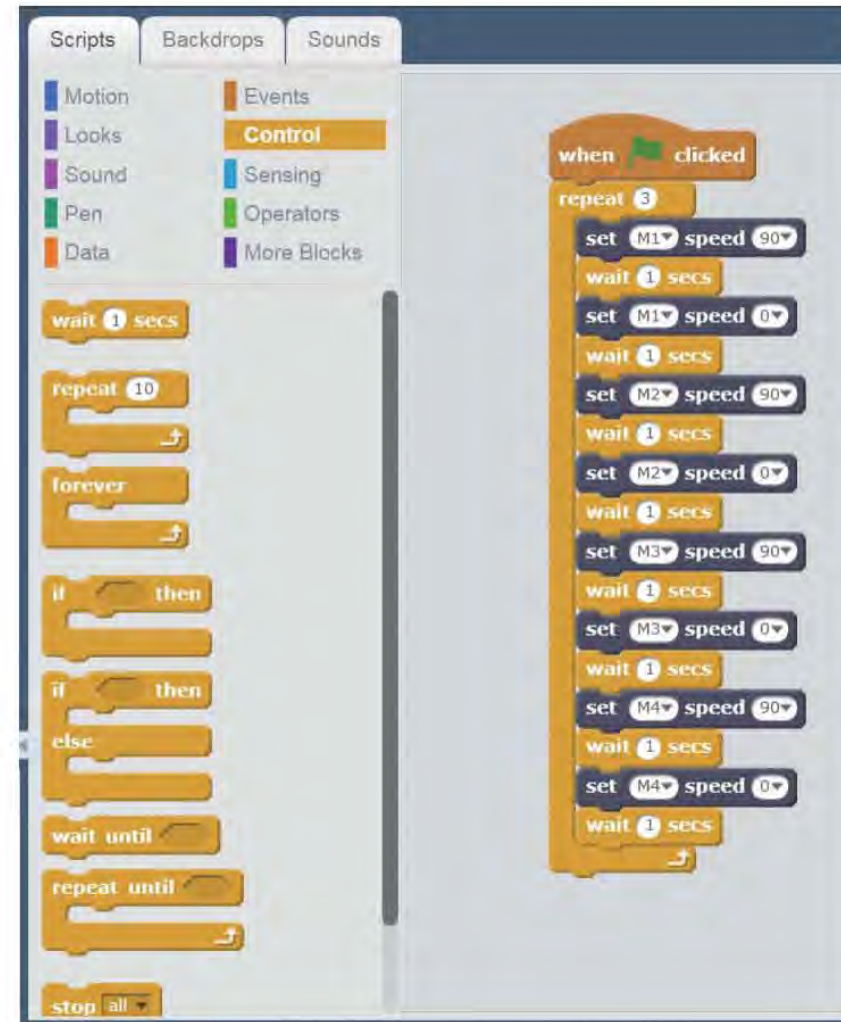 Scripts Backdrops Sounds
Motion Events
Looks Control
Sound Sensing
Pen Operators
Data More Blocks
wait 1 secs
repeat 10
forever
if then
if then
else
wait until
repeat until
stop all
when clicked
repeat 3
set M1 speed 90
wait 1 secs
set M1 speed 0
wait 1 secs
set M2 speed 90
wait 1 secs
set M2 speed 0
wait 1 secs
set M3 speed 90
wait 1 secs
set M3 speed 0
wait 1 secs
set M4 speed 90
wait 1 secs
set M4 speed 0
wait 1 secs